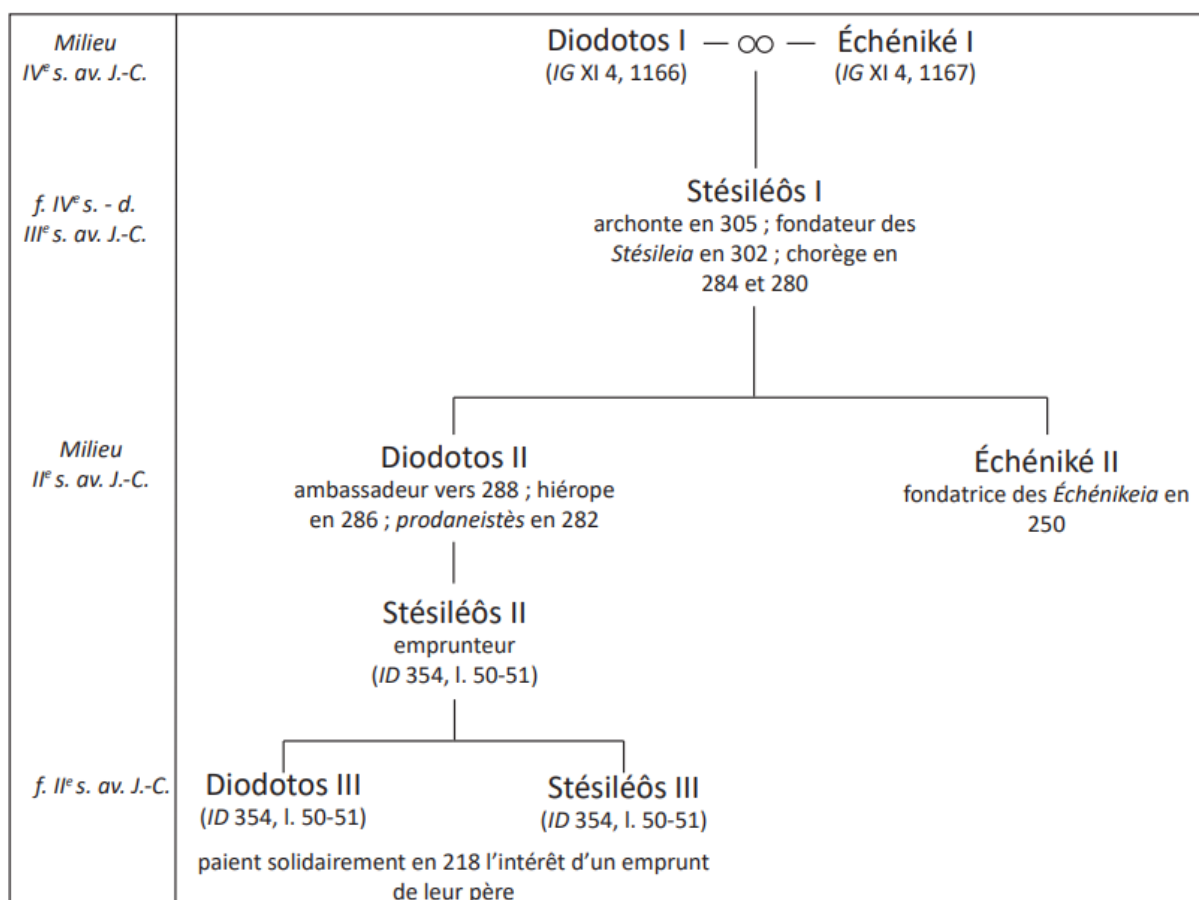 Milieu
IVe s. av. J.-C.
Diodotos I — ∞ — Échéniké I
(IG XI 4, 1166) (IG XI 4, 1167)
f. IVe s. - d.
IIIe s. av. J.-C.
Stésiléôs I
archonte en 305 ; fondateur des
Stésileia en 302 ; chorège en
284 et 280
Milieu
IIe s. av. J.-C.
Diodotos II
ambassadeur vers 288 ; hiérope
en 286 ; prodaneistès en 282
Échéniké II
fondatrice des Échénikeia en
250
Stésiléôs II
emprunteur
(ID 354, l. 50-51)
f. IIe s. av. J.-C.
Diodotos III
(ID 354, l. 50-51)
Stésiléôs III
(ID 354, l. 50-51)
paient solidairement en 218 l’intérêt d’un emprunt
de leur père